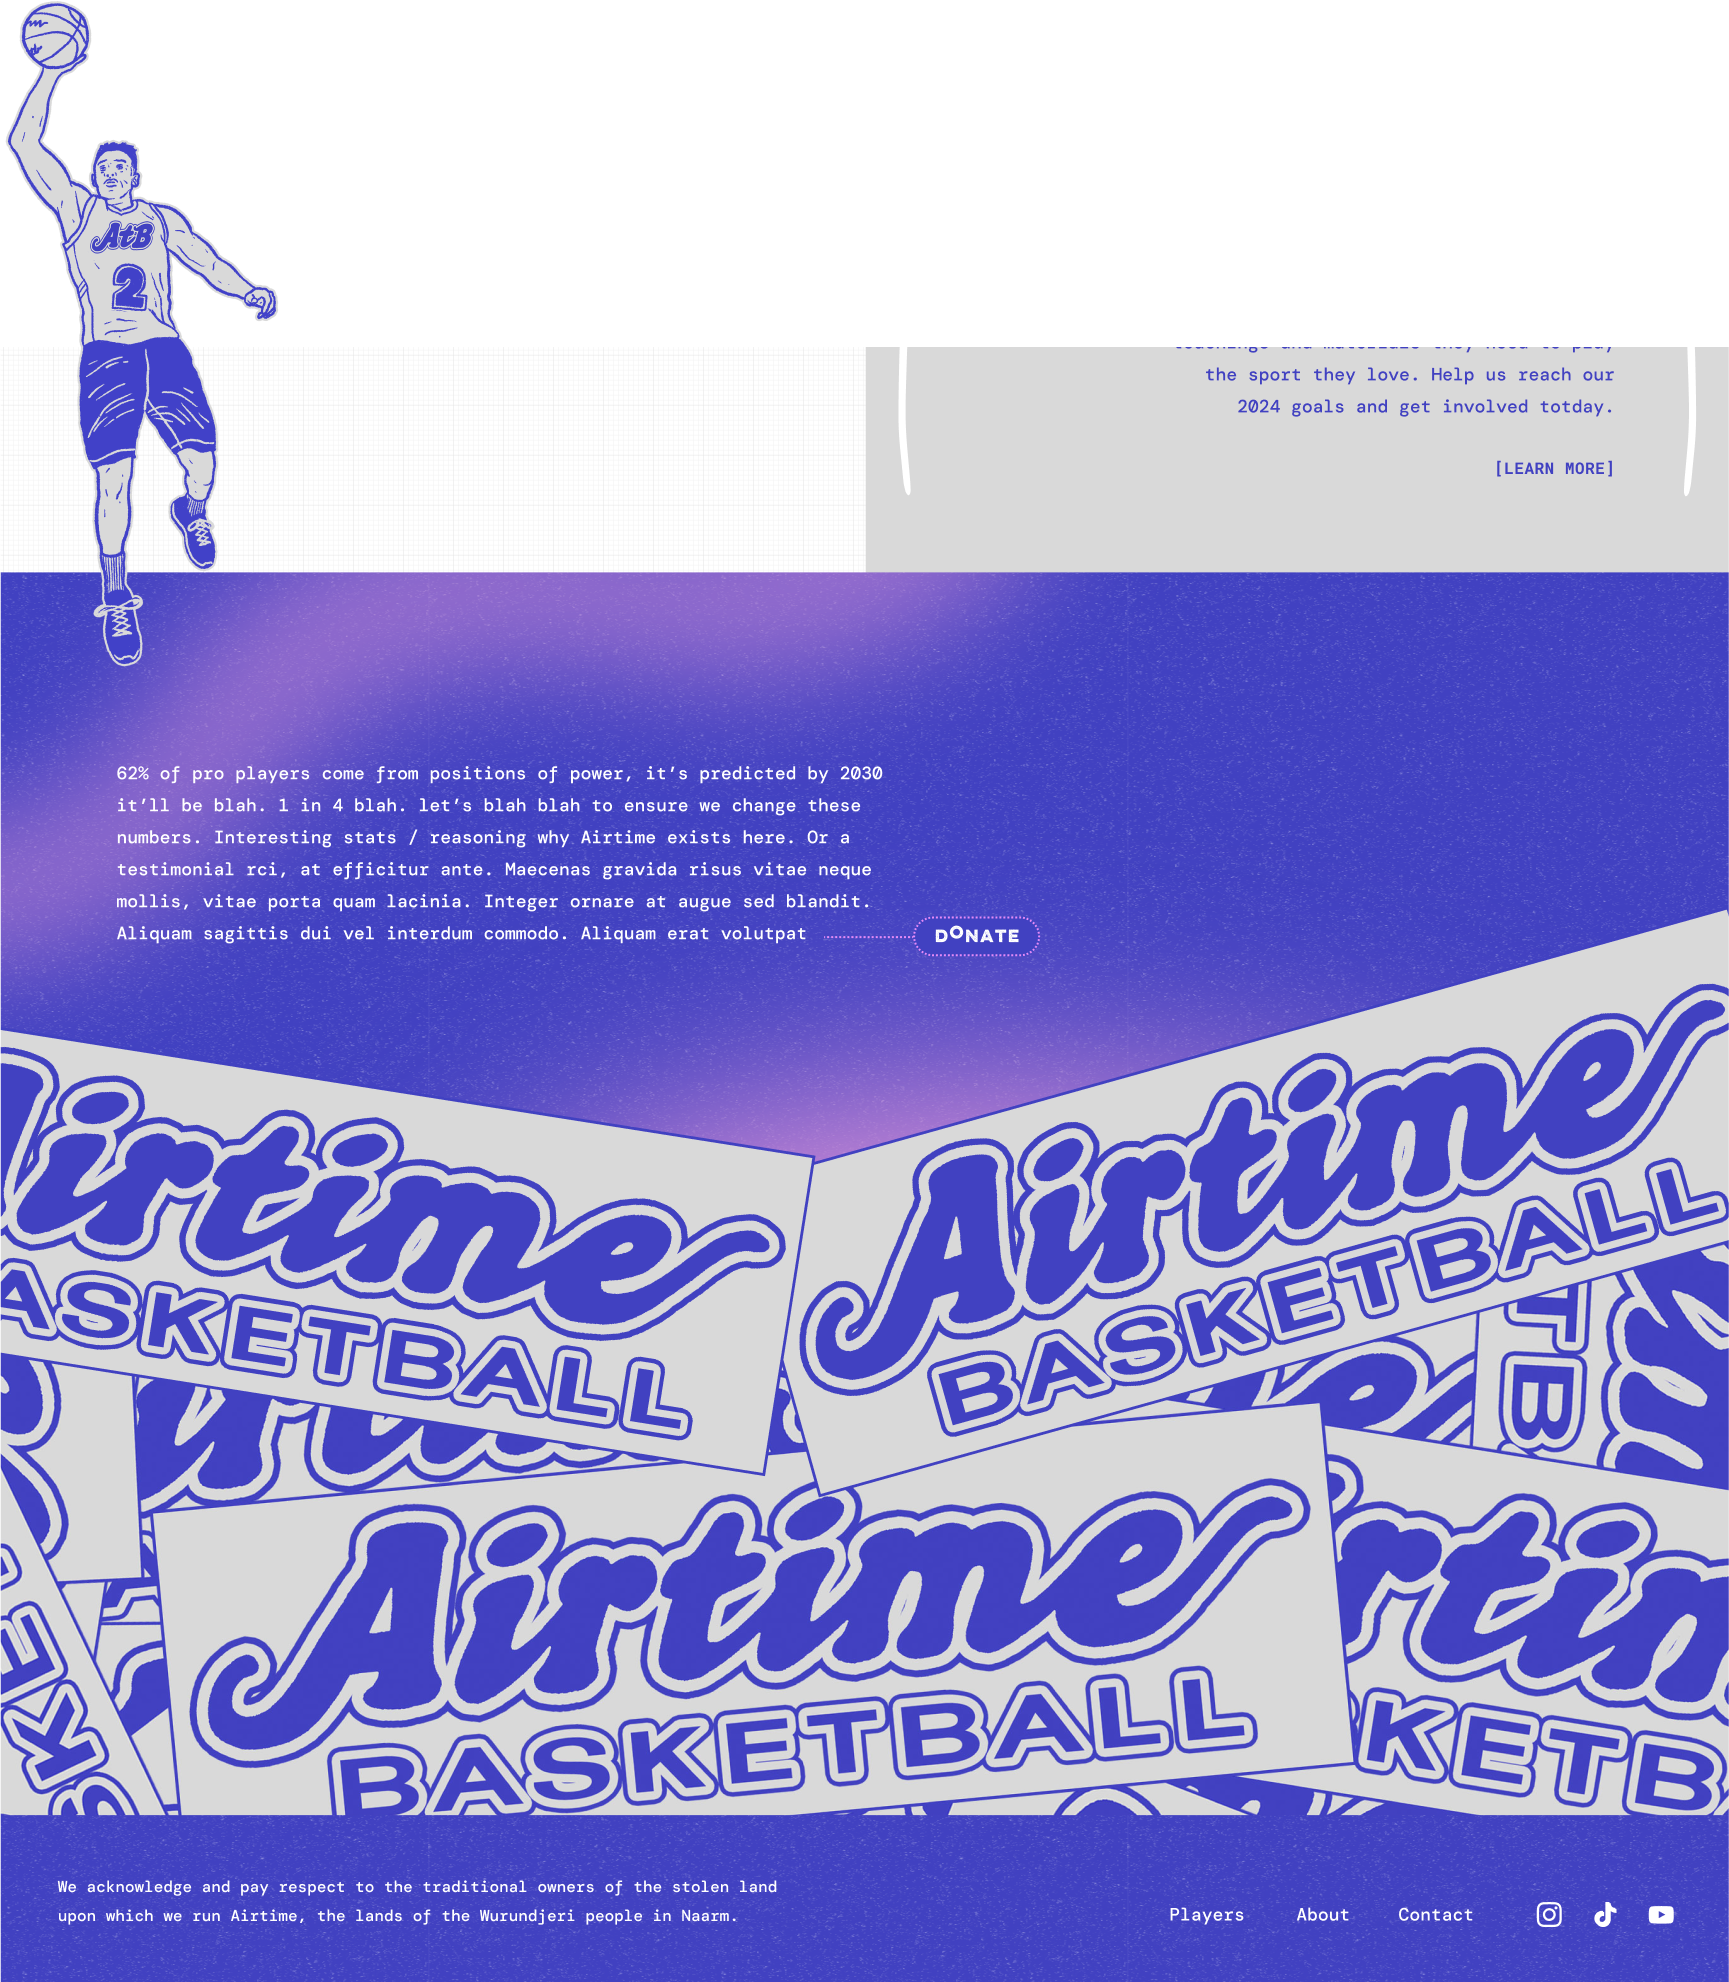 AtB
2
the sport they love. Help us reach our
2024 goals and get involved totday.
[LEARN MORE]
62% of pro players come from positions of power, it’s predicted by 2030
it’ll be blah. 1 in 4 blah. let’s blah blah to ensure we change these
numbers. Interesting stats / reasoning why Airtime exists here. Or a
testimonial rci, at efficitur ante. Maecenas gravida risus vitae neque
mollis, vitae porta quam lacinia. Integer ornare at augue sed blandit.
Aliquam sagittis dui vel interdum commodo. Aliquam erat volutpat
DONATE
Airtime
BASKETBALL
irtime
ASKETBALL
TB
Airtime
BASKETBALL
rtim
KETB
SKE
We acknowledge and pay respect to the traditional owners of the stolen land
upon which we run Airtime, the lands of the Wurundjeri people in Naarm.
Players About Contact